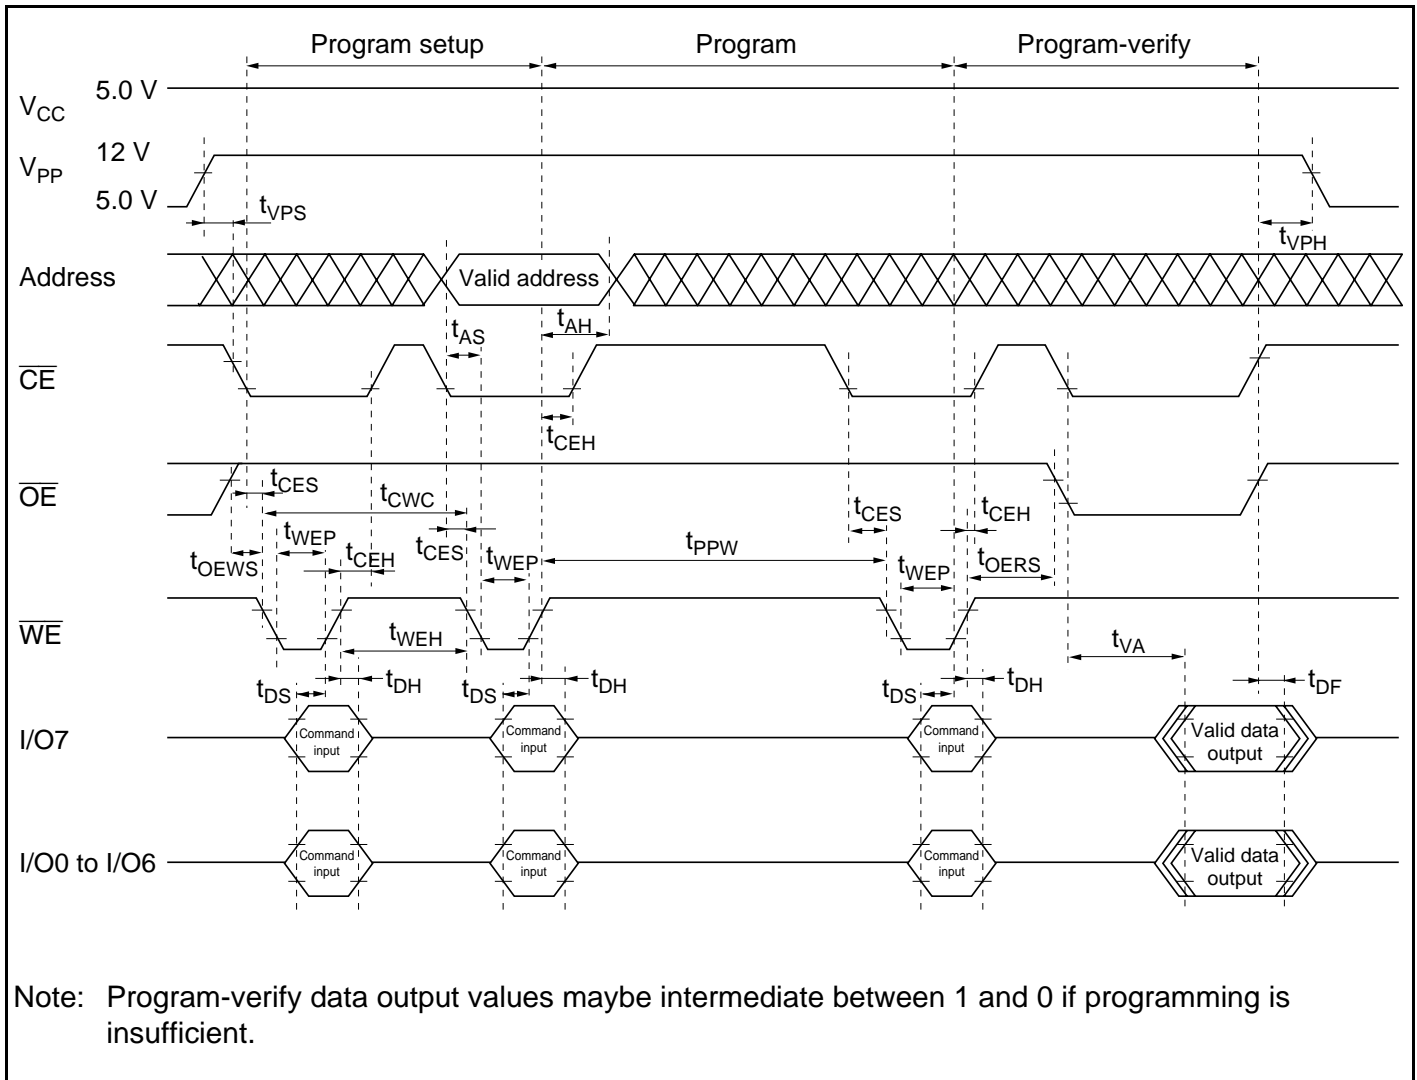 Program setup Program Program-verify
VCC 5.0 V
VPP 12 V
5.0 V
tVPS
tVPH
Address Valid address
tAS tAH
CE
tCEH
OE
tCES tCWC tCES tCEH
tOEWS tWEP tCEH tCES tWEP tPPW tWEP tOERS
WE
tWEH tVA
tDS tDH tDS tDH tDS tDH tDF
I/O7 Command input Command input Command input Valid data output
I/O0 to I/O6 Command input Command input Command input Valid data output
Note: Program-verify data output values maybe intermediate between 1 and 0 if programming is
insufficient.